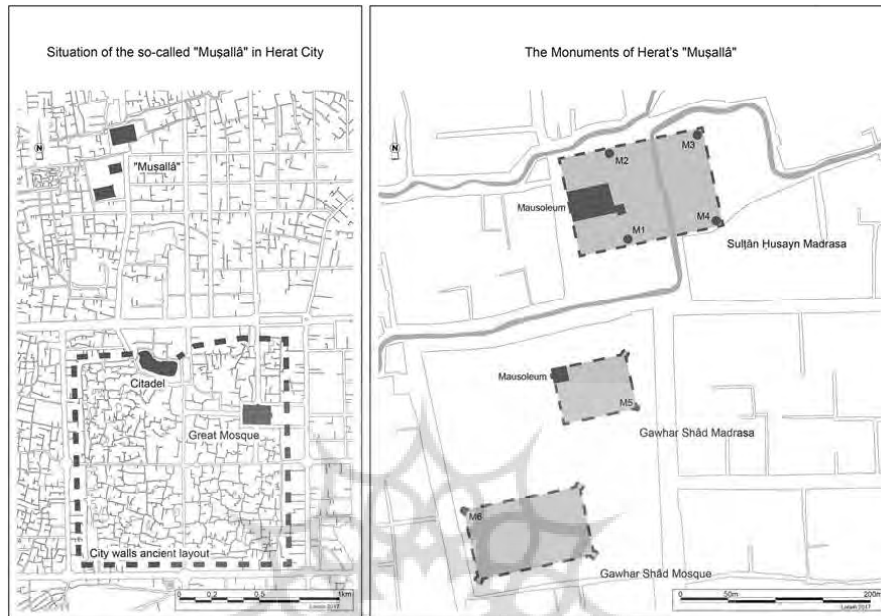 Situation of the so-called "Muṣallâ" in Herat City
N
"Muṣallâ"
Citadel
Great Mosque
City walls ancient layout
0 0,2 0,5 1km
The Monuments of Herat's "Muṣallâ"
N
M2
M3
Mausoleum
M1
M4
Sulṭān Ḥusayn Madrasa
Mausoleum
M5
Gawhar Shâd Madrasa
M6
Gawhar Shâd Mosque
0 50m 200m